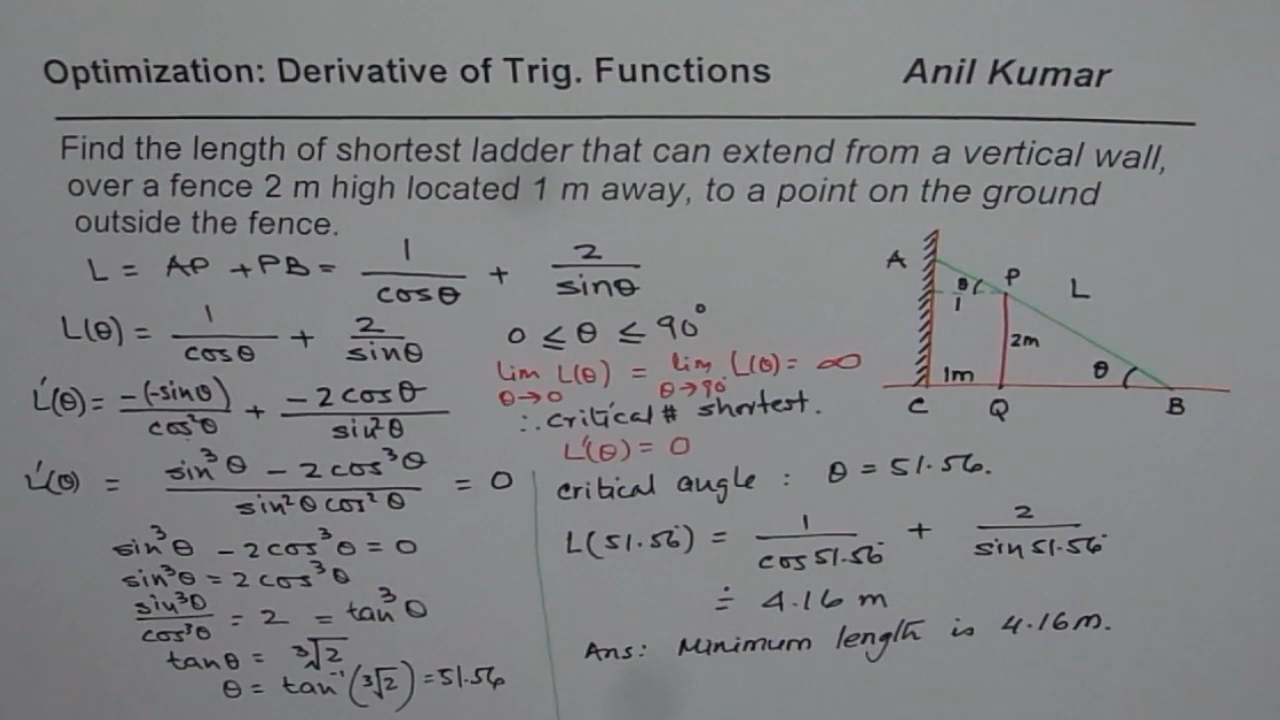 Optimization: Derivative of Trig. Functions Anil Kumar
Find the length of shortest ladder that can extend from a vertical wall,
over a fence 2 m high located 1 m away, to a point on the ground
outside the fence.
L = AP + PB = 1/cosθ + 2/sinθ
L(θ) = 1/cosθ + 2/sinθ 0 ≤ θ ≤ 90°
L'(θ) = -(-sinθ)/cos²θ + -2cosθ/sin²θ
L'(θ) = (sin³θ - 2cos³θ)/(sin²θcos²θ) = 0
sin³θ - 2cos³θ = 0
sin³θ = 2cos³θ
sin³θ/cos³θ = 2 = tan³θ
tanθ = ³√2
θ = tan⁻¹(³√2) = 51.56
lim θ→0 L(θ) = lim θ→90° L(θ) = ∞
∴ critical # shortest.
L'(θ) = 0
critical angle : θ = 51.56.
L(51.56) = 1/cos 51.56 + 2/sin 51.56
≐ 4.16 m
Ans: Minimum length is 4.16m.
A
θ
P
L
1
2m
1m
θ
C
Q
B